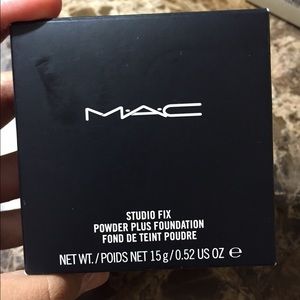 M·A·C
STUDIO FIX
POWDER PLUS FOUNDATION
FOND DE TEINT POUDRE
NET WT./POIDS NET 15 g/0.52 US OZ ℮